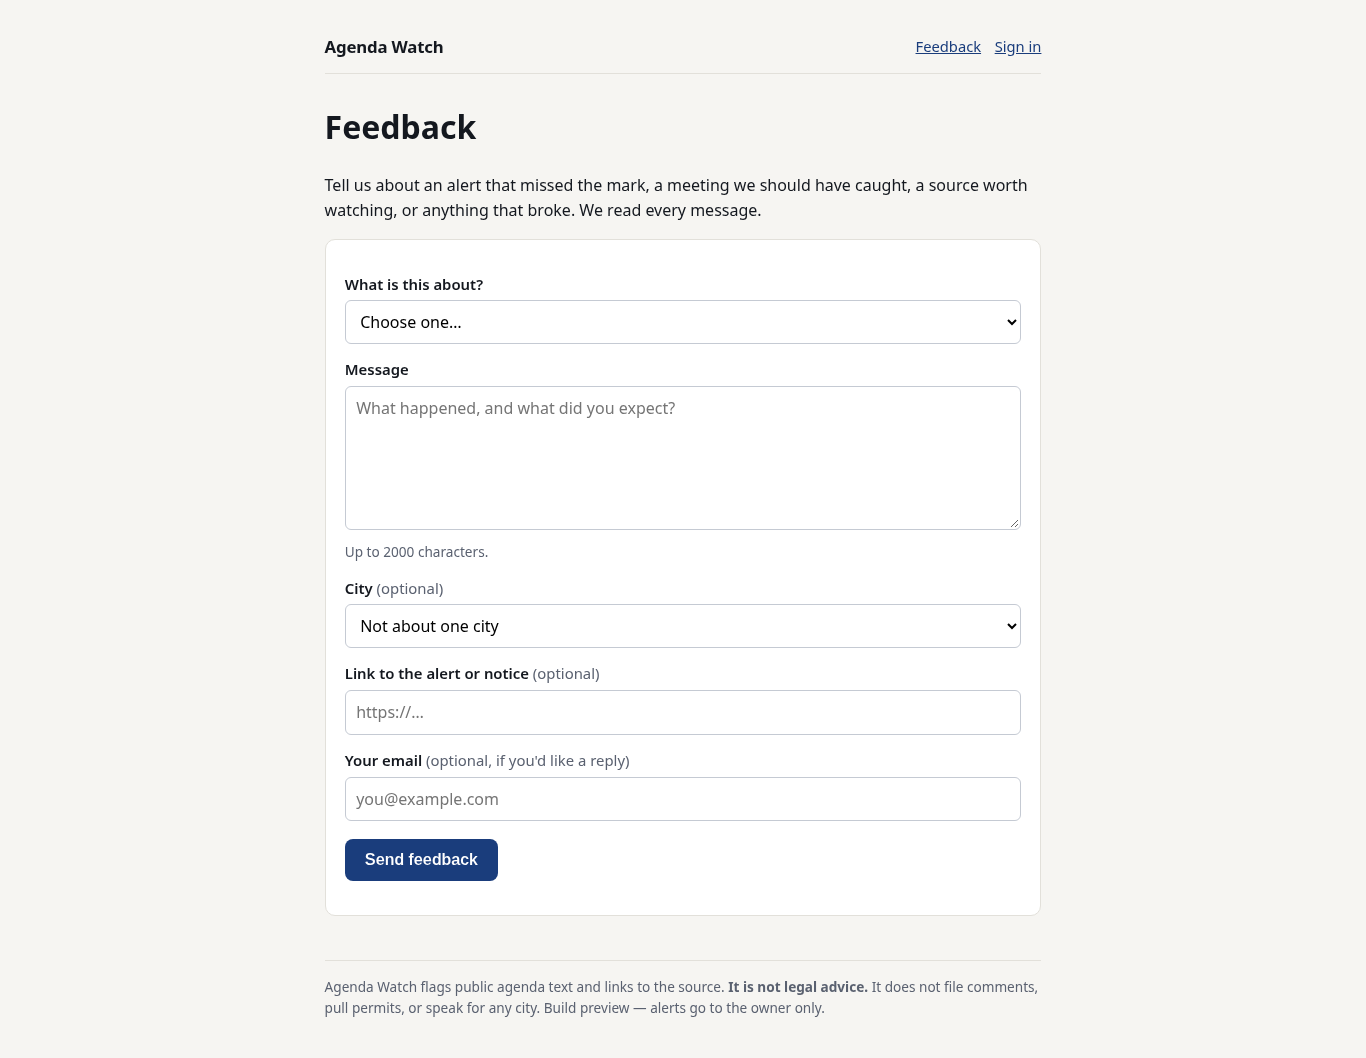 Agenda Watch
Feedback Sign in
Feedback
Tell us about an alert that missed the mark, a meeting we should have caught, a source worth
watching, or anything that broke. We read every message.
What is this about?
Choose one...
Message
What happened, and what did you expect?
Up to 2000 characters.
City (optional)
Not about one city
Link to the alert or notice (optional)
https://...
Your email (optional, if you'd like a reply)
you@example.com
Send feedback
Agenda Watch flags public agenda text and links to the source. It is not legal advice. It does not file comments,
pull permits, or speak for any city. Build preview — alerts go to the owner only.